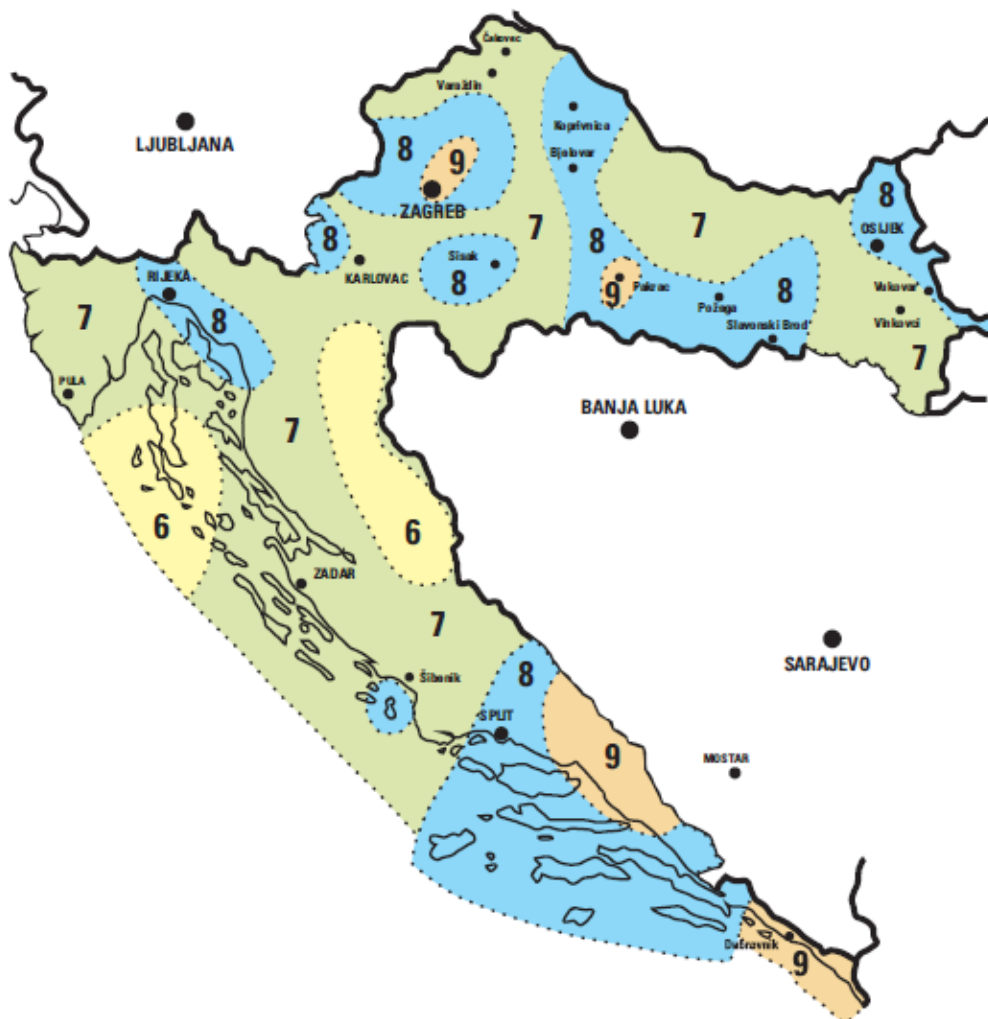 Čakovac
Varaždin
Koprivnica
LJUBLJANA
8
9
Bjelovar
ZAGREB
8
7
7
8
OSIJEK
8
KARLOVAC
Sisak
8
8
9
Pakrac
RIJEKA
7
8
Požega
8
Vukovar
Vinkovci
Slavonski Brod
7
PULA
BANJA LUKA
7
6
6
ZADAR
7
SARAJEVO
Šibenik
8
8
SPLIT
9
MOSTAR
Dubravnik
9